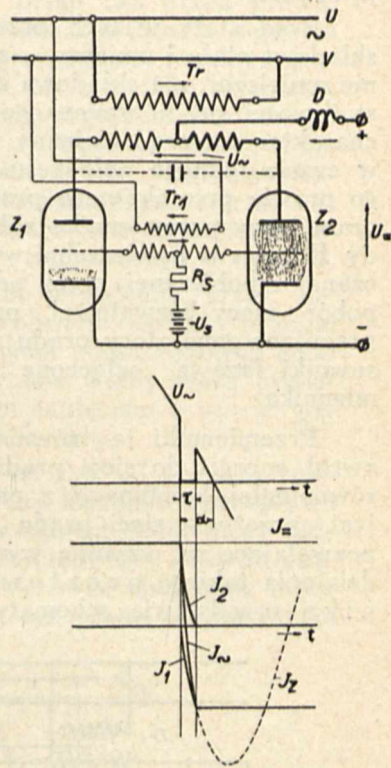 U
~
V
Tr
D
+
U~
Tr1
Z1
Z2
U=
RS
-Us
-
U~
τ
t
α
J=
J2
t
J~
J1
JZ